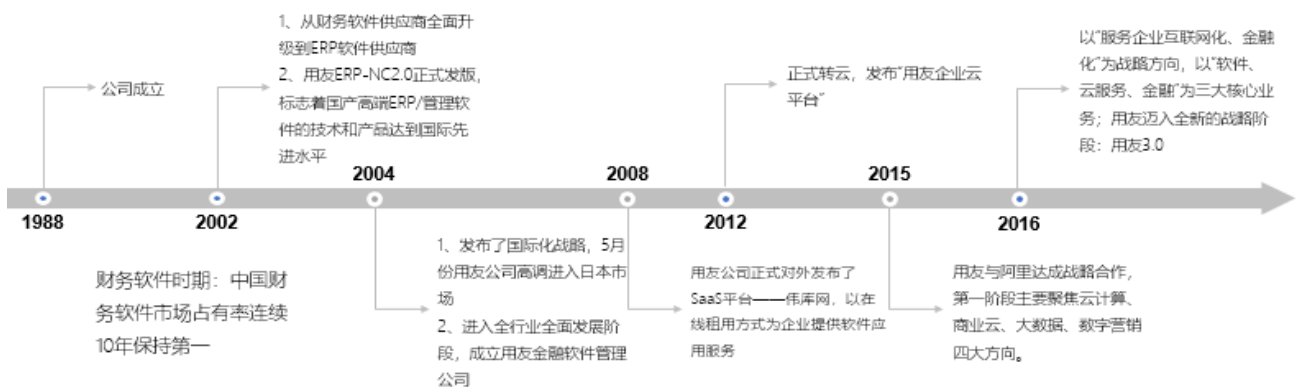 公司成立
1、从财务软件供应商全面升
级到ERP软件供应商
2、用友ERP-NC2.0正式发版，
标志着国产高端ERP/管理软
件的技术和产品达到国际先
进水平
正式转云，发布“用友企业云
平台”
以“服务企业互联网化、金融
化”为战略方向，以“软件、
云服务、金融”为三大核心业
务；用友迈入全新的战略阶
段：用友3.0
2004
2008
2015
1988
2002
2012
2016
财务软件时期：中国财
务软件市场占有率连续
10年保持第一
1、发布了国际化战略，5月
份用友公司高调进入日本市
场
2、进入全行业全面发展阶
段，成立用友金融软件管理
公司
用友公司正式对外发布了
SaaS平台——伟库网，以在
线租用方式为企业提供软件应
用服务
用友与阿里达成战略合作，
第一阶段主要聚焦云计算、
商业云、大数据、数字营销
四大方向。